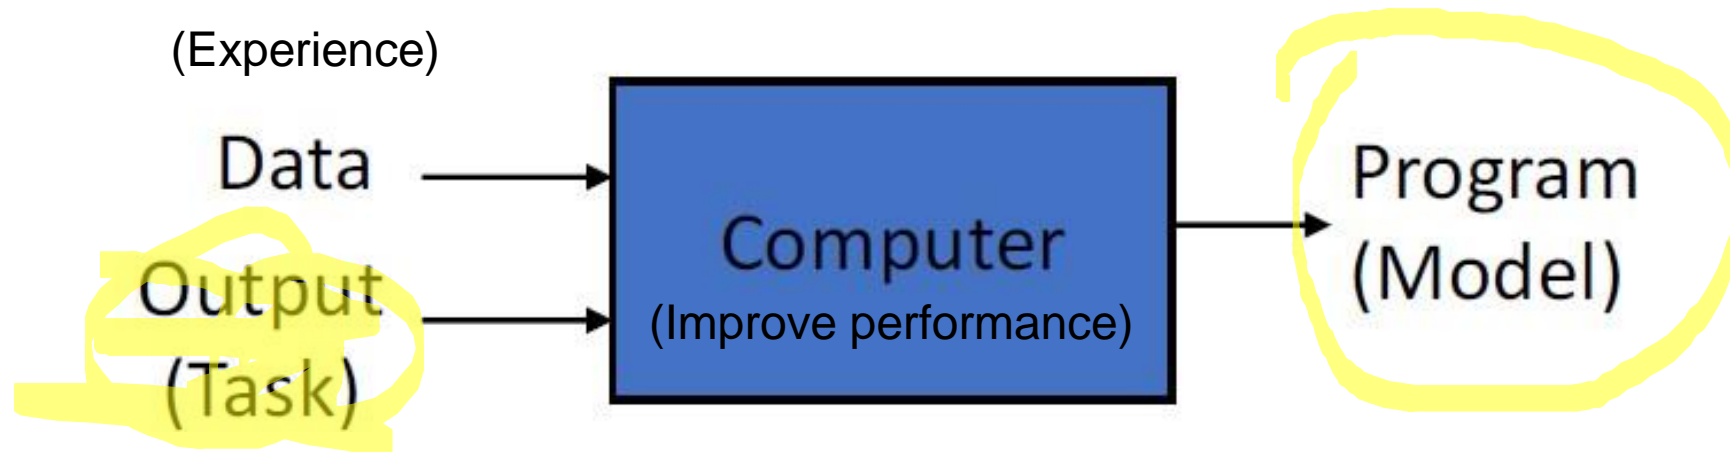 (Experience)
Data
Output
(Task)
Computer
(Improve performance)
Program
(Model)